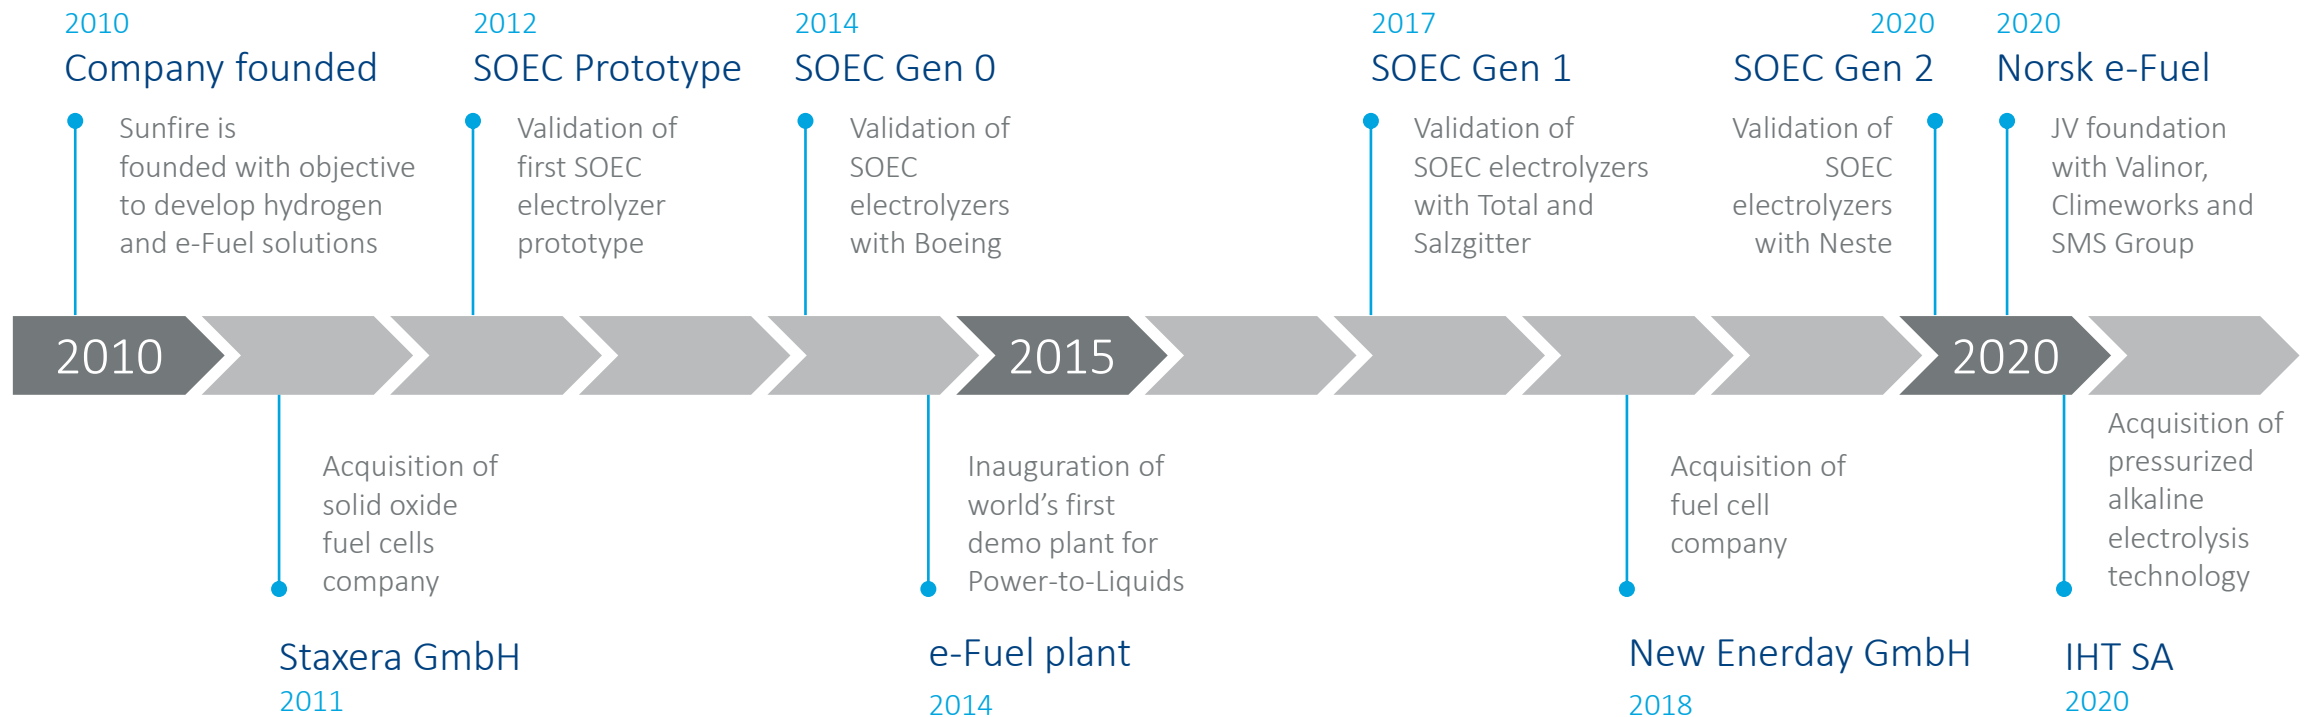 2010
Company founded
Sunfire is
founded with objective
to develop hydrogen
and e-Fuel solutions
2012
SOEC Prototype
Validation of
first SOEC
electrolyzer
prototype
2014
SOEC Gen 0
Validation of
SOEC
electrolyzers
with Boeing
2017
SOEC Gen 1
Validation of
SOEC electrolyzers
with Total and
Salzgitter
2020
SOEC Gen 2
Validation of
SOEC
electrolyzers
with Neste
2020
Norsk e-Fuel
JV foundation
with Valinor,
Climeworks and
SMS Group
2010
2015
2020
Acquisition of
solid oxide
fuel cells
company
Staxera GmbH
2011
Inauguration of
world’s first
demo plant for
Power-to-Liquids
e-Fuel plant
2014
Acquisition of
fuel cell
company
New Enerday GmbH
2018
Acquisition of
pressurized
alkaline
electrolysis
technology
IHT SA
2020